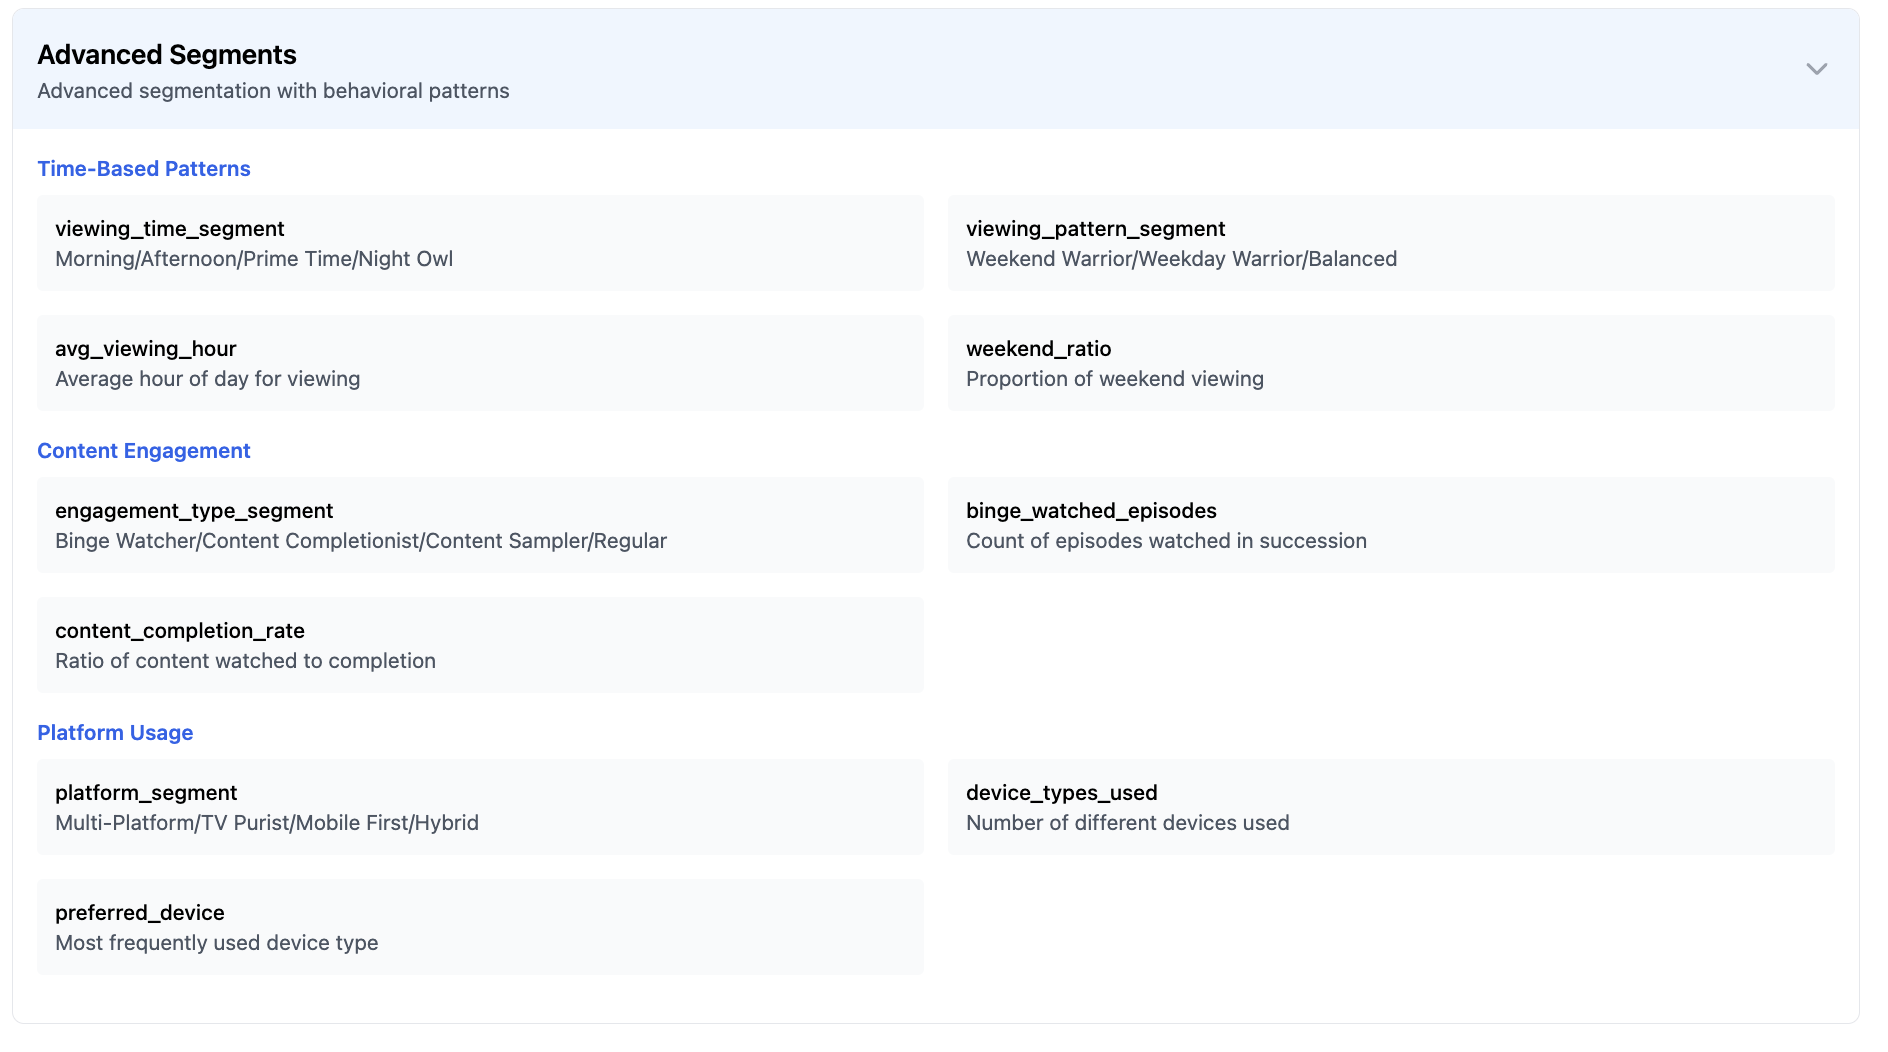 Advanced Segments
Advanced segmentation with behavioral patterns
Time-Based Patterns
viewing_time_segment
Morning/Afternoon/Prime Time/Night Owl
viewing_pattern_segment
Weekend Warrior/Weekday Warrior/Balanced
avg_viewing_hour
Average hour of day for viewing
weekend_ratio
Proportion of weekend viewing
Content Engagement
engagement_type_segment
Binge Watcher/Content Completionist/Content Sampler/Regular
binge_watched_episodes
Count of episodes watched in succession
content_completion_rate
Ratio of content watched to completion
Platform Usage
platform_segment
Multi-Platform/TV Purist/Mobile First/Hybrid
device_types_used
Number of different devices used
preferred_device
Most frequently used device type